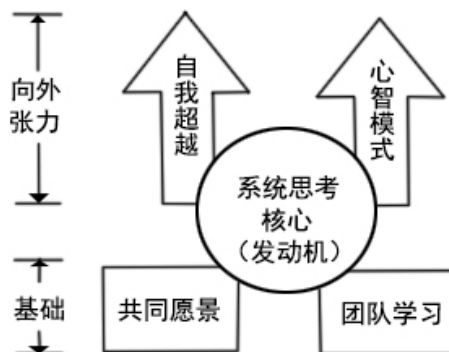 向外
张力
自我超越
心智模式
系统思考
核心
（发动机）
基础
共同愿景
团队学习